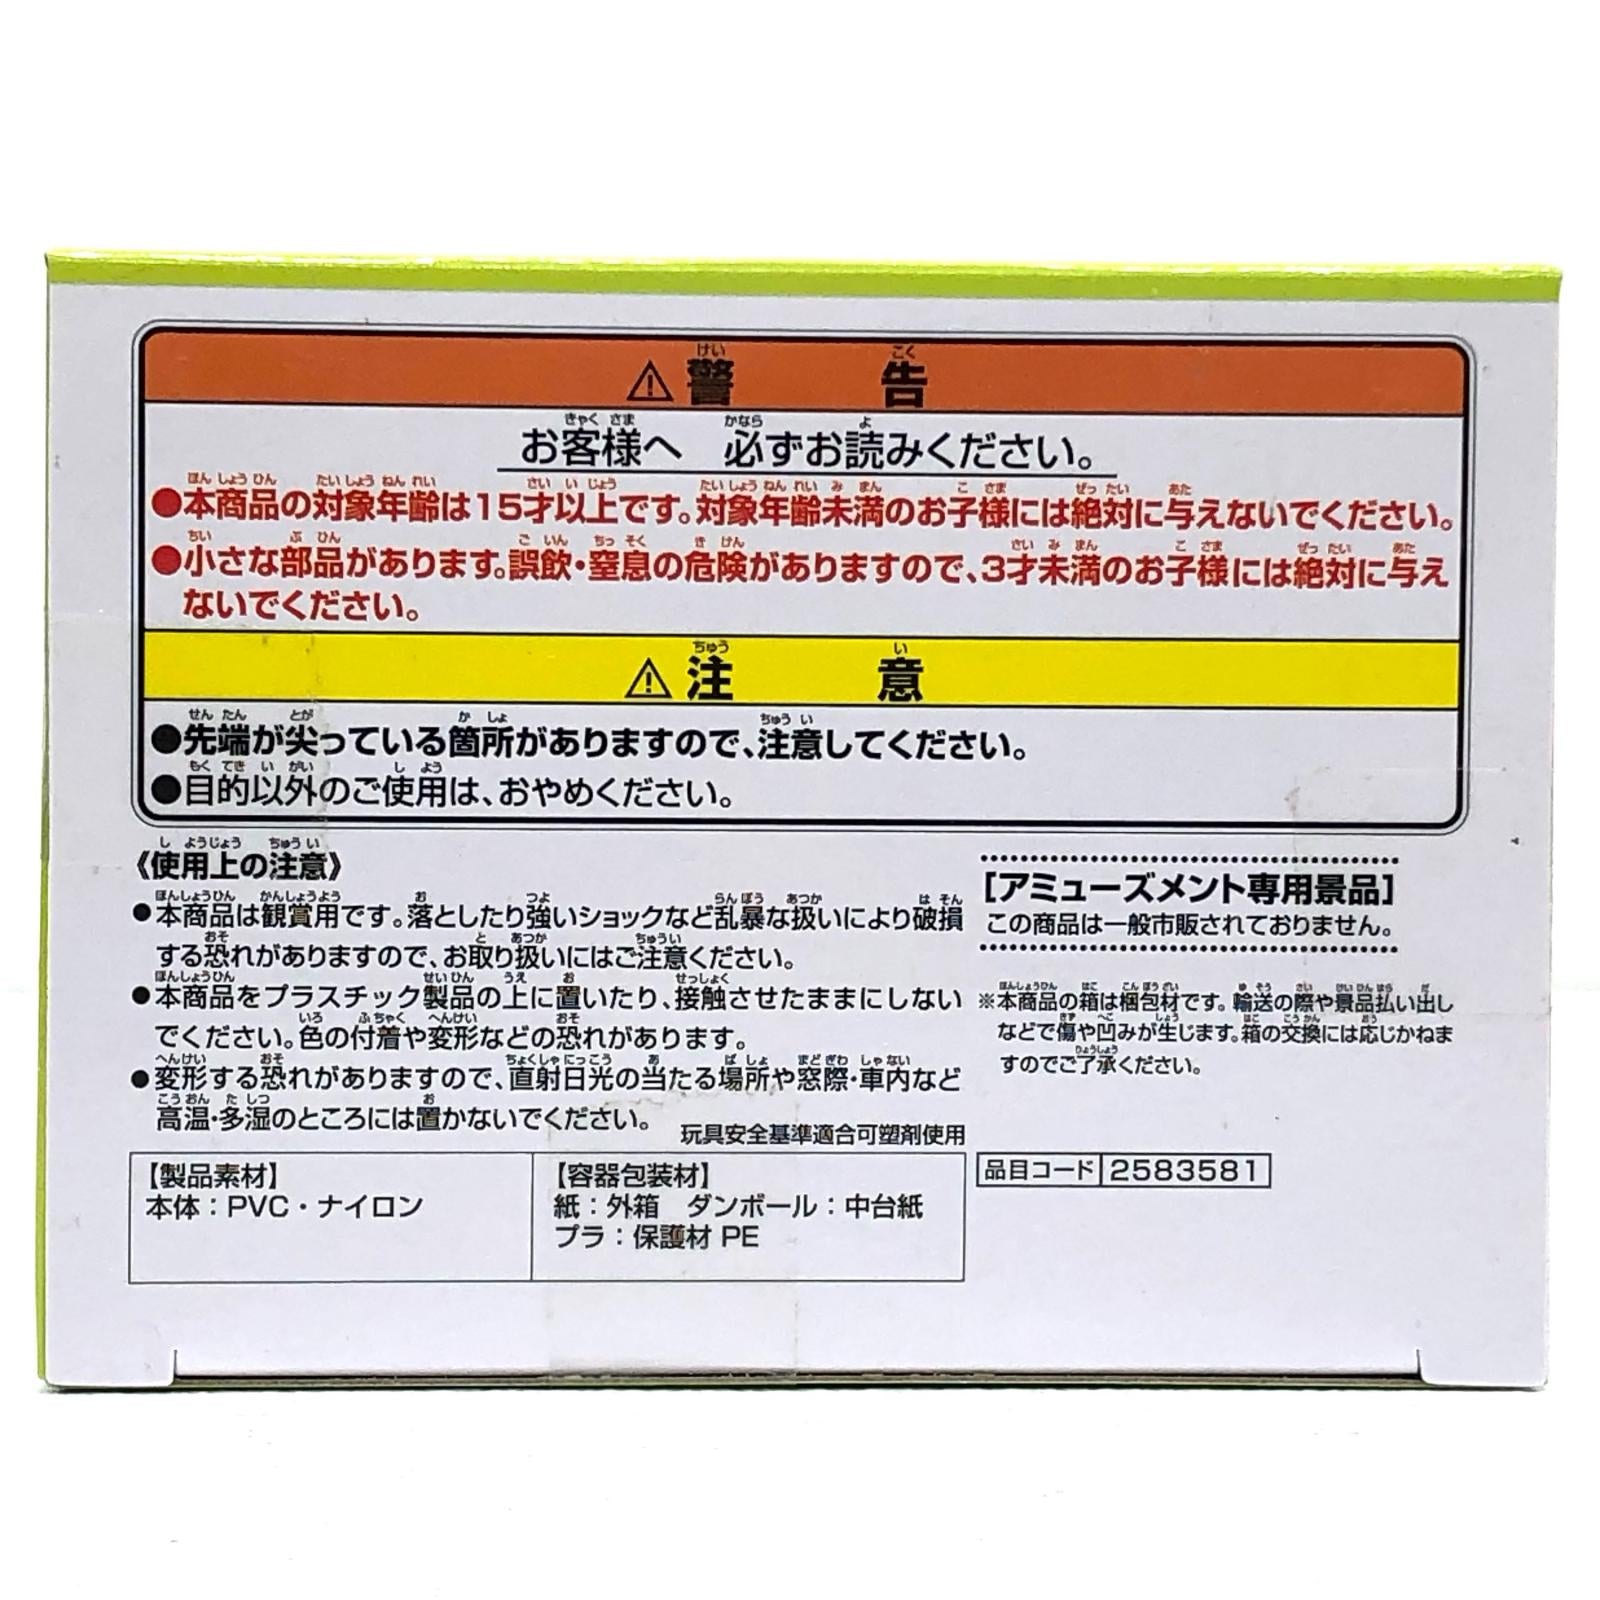 ⚠警告
お客様へ 必ずお読みください。
●本商品の対象年齢は15才以上です。対象年齢未満のお子様には絶対に与えないでください。
●小さな部品があります。誤飲・窒息の危険がありますので、3才未満のお子様には絶対に与え
ないでください。
⚠注意
●先端が尖っている箇所がありますので、注意してください。
●目的以外のご使用は、おやめください。
《使用上の注意》
●本商品は観賞用です。落としたり強いショックなど乱暴な扱いにより破損
する恐れがありますので、お取り扱いにはご注意ください。
●本商品をプラスチック製品の上に置いたり、接触させたままにしない
でください。色の付着や変形などの恐れがあります。
●変形する恐れがありますので、直射日光の当たる場所や窓際・車内など
高温・多湿のところには置かないでください。
玩具安全基準適合可塑剤使用
【製品素材】
本体：PVC・ナイロン
【容器包装材】
紙：外箱 ダンボール：中台紙
プラ：保護材 PE
［アミューズメント専用景品］
この商品は一般市販されておりません。
※本商品の箱は梱包材です。輸送の際や景品払い出し
などで傷や凹みが生じます。箱の交換には応じかねま
すのでご了承ください。
品目コード 2583581